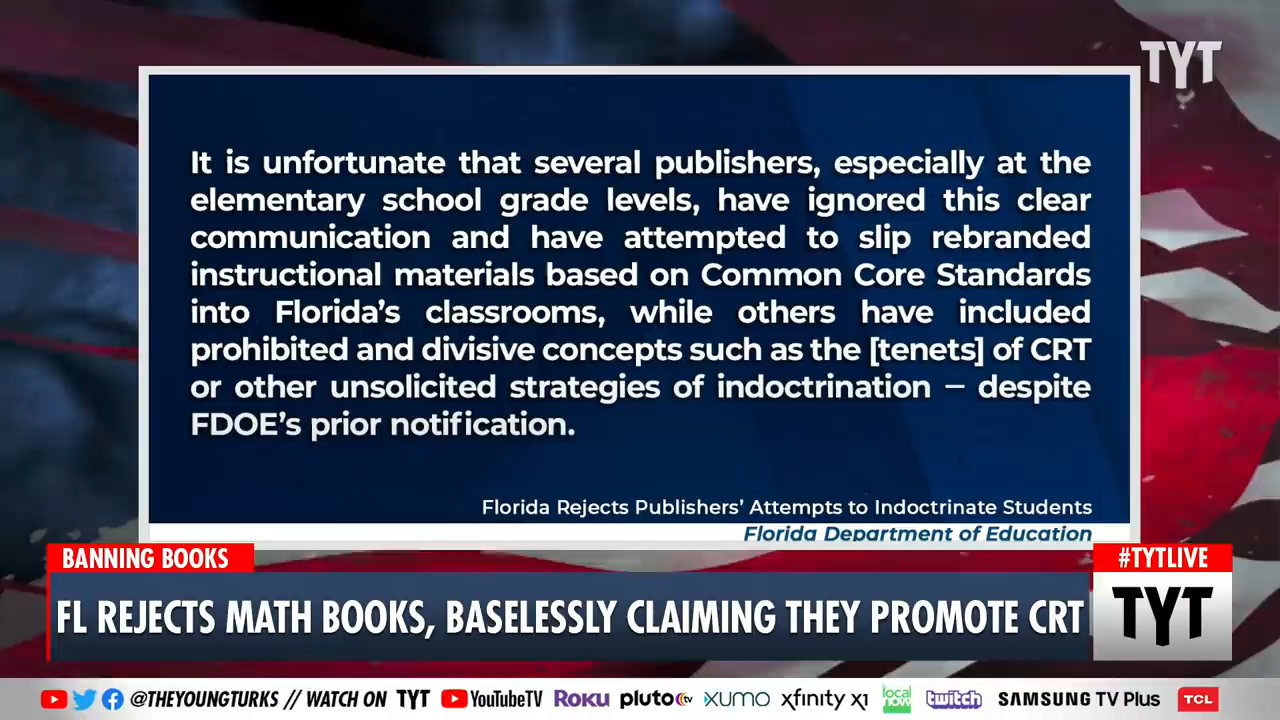 TYT
It is unfortunate that several publishers, especially at the
elementary school grade levels, have ignored this clear
communication and have attempted to slip rebranded
instructional materials based on Common Core Standards
into Florida's classrooms, while others have included
prohibited and divisive concepts such as the [tenets] of CRT
or other unsolicited strategies of indoctrination – despite
FDOE's prior notification.
Florida Rejects Publishers' Attempts to Indoctrinate Students
Florida Department of Education
BANNING BOOKS
#TYTLIVE
FL REJECTS MATH BOOKS, BASELESSLY CLAIMING THEY PROMOTE CRT
TYT
@THEYOUNGTURKS // WATCH ON TYT YouTubeTV ROKU pluto tv xumo xfinity x1 local now twitch SAMSUNG TV Plus TCL